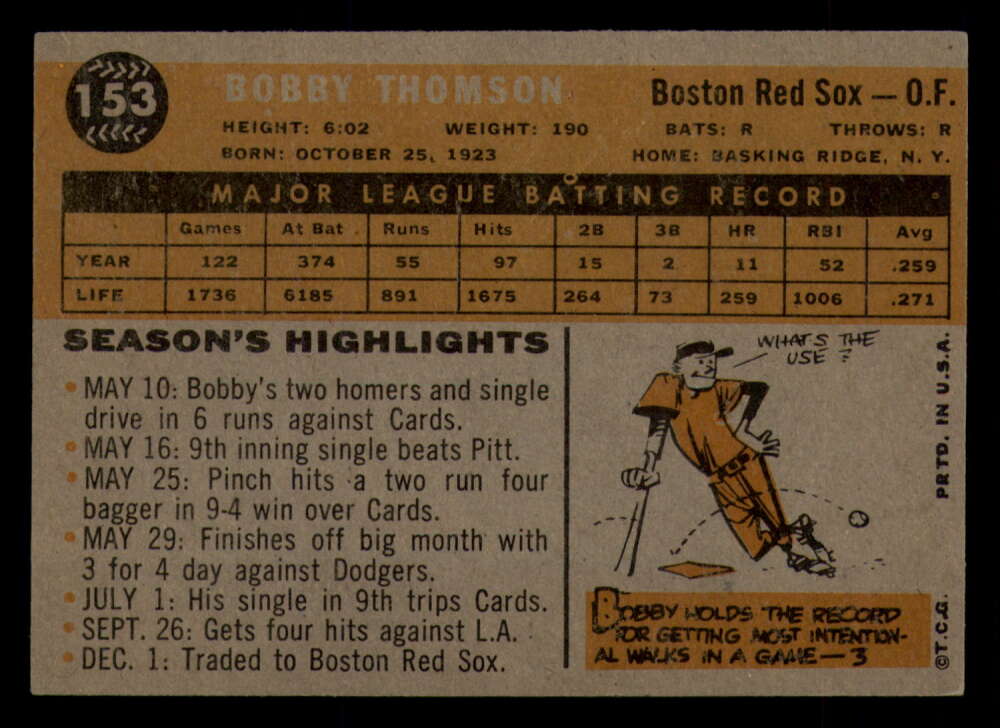 153
BOBBY THOMSON
Boston Red Sox — O.F.
HEIGHT: 6:02 WEIGHT: 190 BATS: R THROWS: R
BORN: OCTOBER 25, 1923 HOME: BASKING RIDGE, N. Y.
MAJOR LEAGUE BATTING RECORD
Games At Bat Runs Hits 2B 3B HR RBI Avg
YEAR 122 374 55 97 15 2 11 52 .259
LIFE 1736 6185 891 1675 264 73 259 1006 .271
SEASON'S HIGHLIGHTS
• MAY 10: Bobby's two homers and single
drive in 6 runs against Cards.
• MAY 16: 9th inning single beats Pitt.
• MAY 25: Pinch hits a two run four
bagger in 9-4 win over Cards.
• MAY 29: Finishes off big month with
3 for 4 day against Dodgers.
• JULY 1: His single in 9th trips Cards.
• SEPT. 26: Gets four hits against L.A.
• DEC. 1: Traded to Boston Red Sox.
WHAT'S THE
USE?
BOBBY HOLDS THE RECORD
FOR GETTING MOST INTENTION-
AL WALKS IN A GAME—3
©T.C.G. PRTD. IN U.S.A.